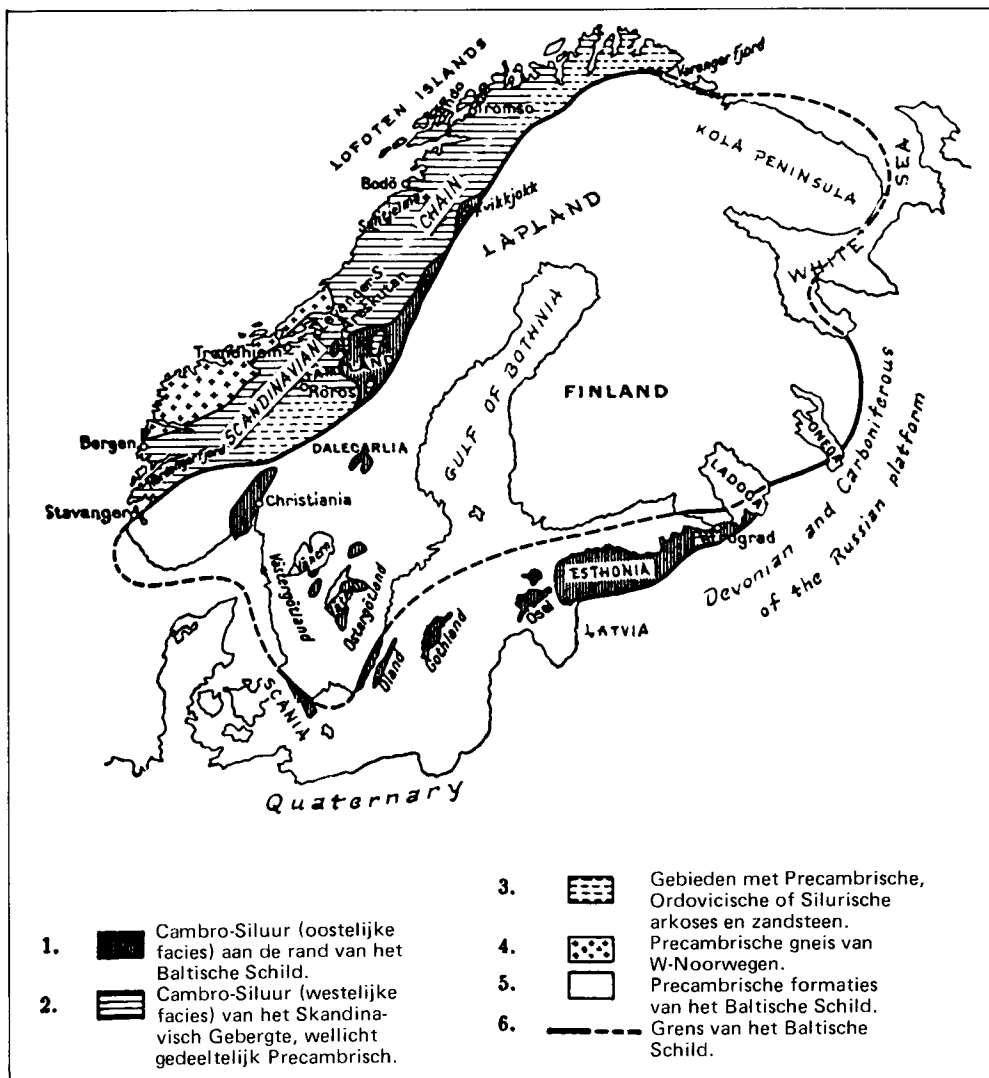 LOFOTEN ISLANDS
Varanger fjord
Tromsö
KOLA PENINSULA
WHITE SEA
Bodö
Kvikkjokk
LAPLAND
SCANDINAVIAN CHAIN
Trondhjem
Röros
GULF OF BOTHNIA
FINLAND
Bergen
DALECARLIA
ONEGA
LADOGA
Stavanger
Christiania
Petrograd
Devonian and Carboniferous
of the Russian platform
Västergötland
Östergötland
ESTHONIA
Osel
LATVIA
Gothland
Öland
SCANIA
Quaternary
1. Cambro-Siluur (oostelijke
facies) aan de rand van het
Baltische Schild.
2. Cambro-Siluur (westelijke
facies) van het Skandina-
visch Gebergte, wellicht
gedeeltelijk Precambrisch.
3. Gebieden met Precambrische,
Ordovicische of Silurische
arkoses en zandsteen.
4. Precambrische gneis van
W-Noorwegen.
5. Precambrische formaties
van het Baltische Schild.
6. Grens van het Baltische
Schild.